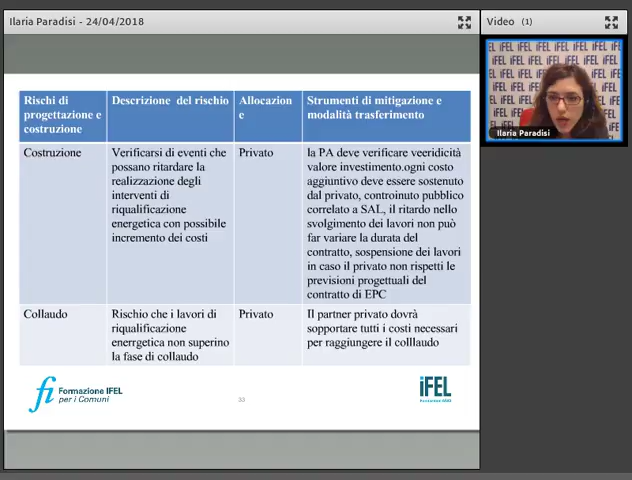 Ilaria Paradisi - 24/04/2018
Video (1)
Rischi di
progettazione e
costruzione
Descrizione del rischio
Allocazion
e
Strumenti di mitigazione e
modalità trasferimento
Costruzione
Verificarsi di eventi che
possano ritardare la
realizzazione degli
interventi di
riqualificazione
energetica con possibile
incremento dei costi
Privato
la PA deve verificare veeridicità
valore investimento.ogni costo
aggiuntivo deve essere sostenuto
dal privato, controinuto pubblico
correlato a SAL, il ritardo nello
svolgimento dei lavori non può
far variare la durata del
contratto, sospensione dei lavori
in caso il privato non rispetti le
previsioni progettuali del
contratto di EPC
Collaudo
Rischio che i lavori di
riqualificazione
enerrgetica non superino
la fase di collaudo
Privato
Il partner privato dovrà
sopportare tutti i costi necessari
per raggiungere il colllaudo
fi Formazione IFEL
per i Comuni
33
iFEL
Ilaria Paradisi